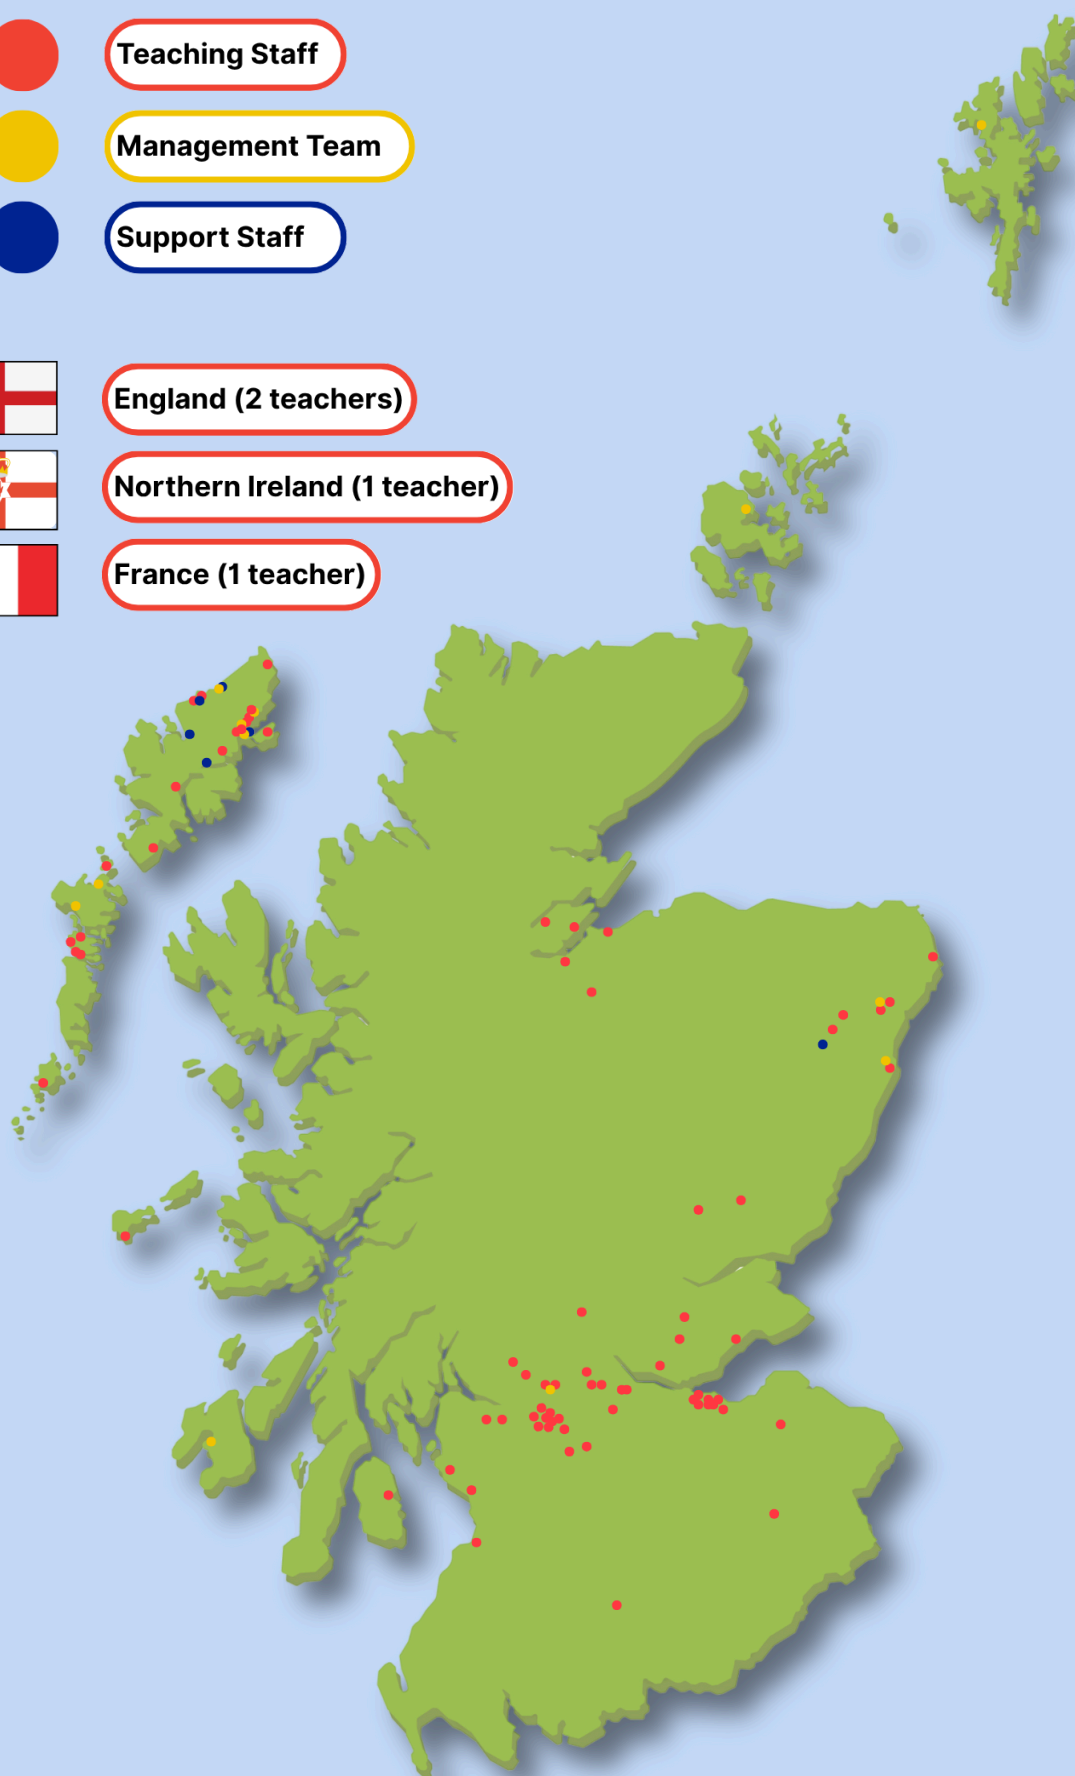 Teaching Staff
Management Team
Support Staff
England (2 teachers)
Northern Ireland (1 teacher)
France (1 teacher)